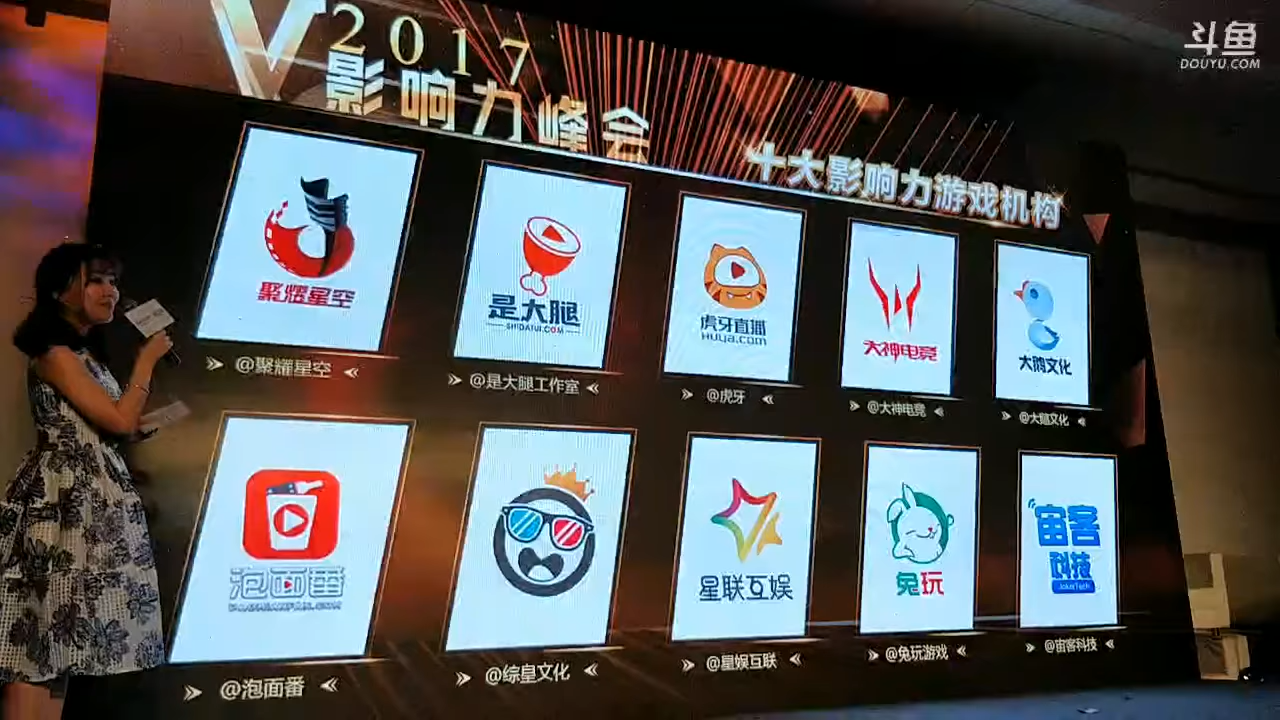 斗鱼
DOUYU.COM
V
2017
影响力峰会
十大影响力游戏机构
聚耀星空
@聚耀星空
是大腿
SHIDATUI.COM
@是大腿工作室
虎牙直播
Huya.com
@虎牙
大神电竞
@大神电竞
大鹅文化
@大鹅文化
泡面番
PAOMIANFAN.COM
@泡面番
@综皇文化
星联互娱
@星娱互联
兔玩
@兔玩游戏
宙客
科技
JokerTech
@宙客科技